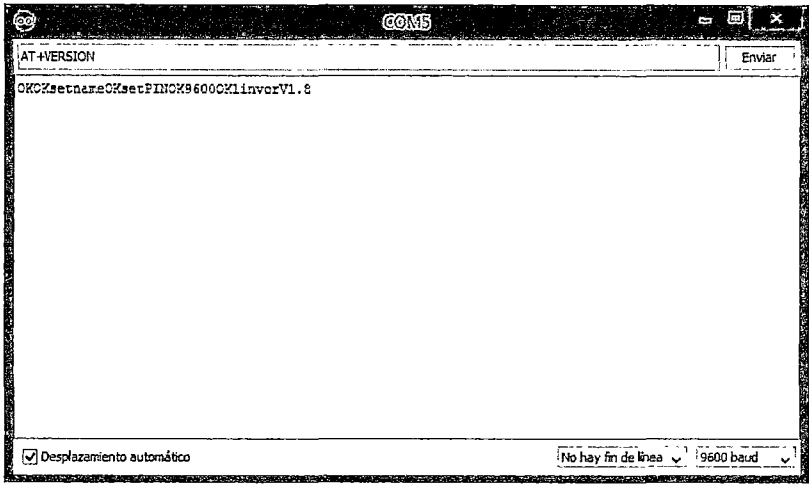 COM5
AT+VERSION
Enviar
OKOKsetnameOKsetPINOK9600OKlinvorV1.8
Desplazamiento automático
No hay fin de línea
9600 baud